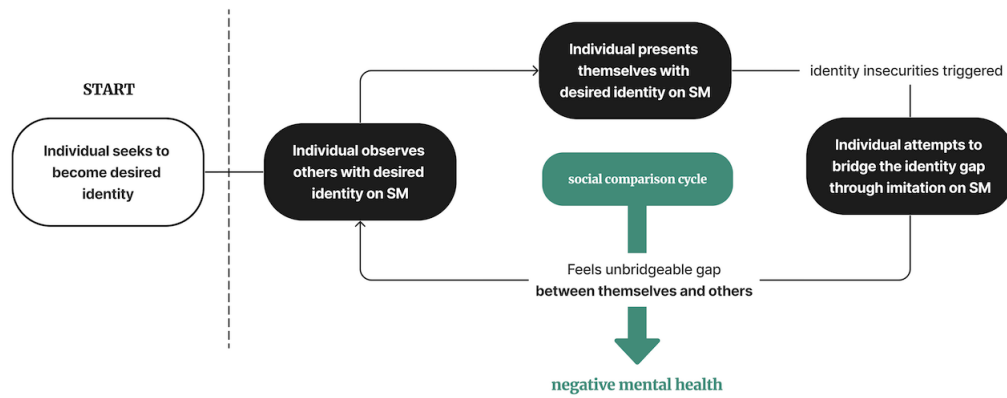 START
Individual seeks to
become desired
identity
Individual observes
others with desired
identity on SM
Individual presents
themselves with
desired identity on SM
identity insecurities triggered
Individual attempts to
bridge the identity gap
through imitation on SM
social comparison cycle
Feels unbridgeable gap
between themselves and others
negative mental health